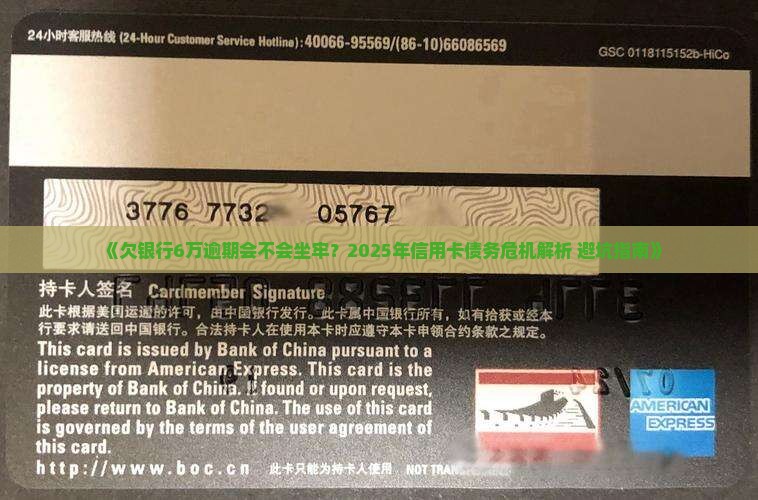 24小时客服热线 (24-Hour Customer Service Hotline):40066-95569/(86-10)66086569
GSC 0118115152b-HiCo
3776 7732 05767
《欠银行6万逾期会不会坐牢？2025年信用卡债务危机解析 避坑指南》
持卡人签名 Cardmember Signature
此卡根据美国运通的许可，由中国银行发行。此卡属中国银行所有，如有拾获或经本
行要求请送回中国银行。合法持卡人在使用本卡时应遵守本卡申领合约条款之规定。
This card is issued by Bank of China pursuant to a
license from American Express. This card is the
property of Bank of China. If found or upon request,
please return to Bank of China. The use of this card
is governed by the terms of the user agreement of
this card.
AMERICAN
EXPRESS
http://www.boc.cn 此卡只能为持卡人使用 NOT